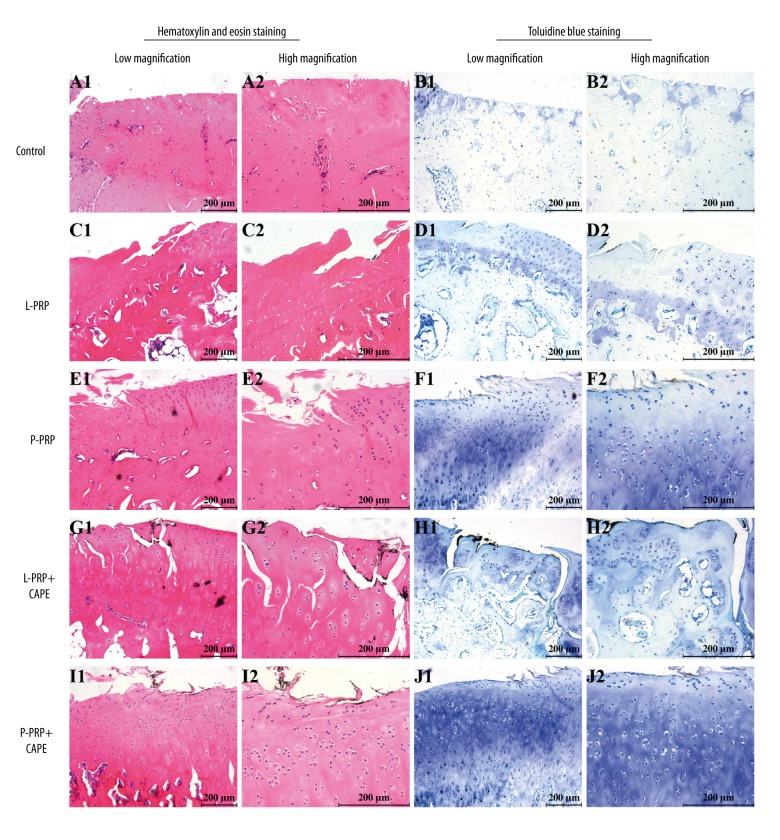 Hematoxylin and eosin staining
Toluidine blue staining
Low magnification
High magnification
Low magnification
High magnification
Control
A1
200 µm
A2
200 µm
B1
200 µm
B2
200 µm
L-PRP
C1
200 µm
C2
200 µm
D1
200 µm
D2
200 µm
P-PRP
E1
200 µm
E2
200 µm
F1
200 µm
F2
200 µm
L-PRP+
CAPE
G1
200 µm
G2
200 µm
H1
200 µm
H2
200 µm
P-PRP+
CAPE
I1
200 µm
I2
200 µm
J1
200 µm
J2
200 µm